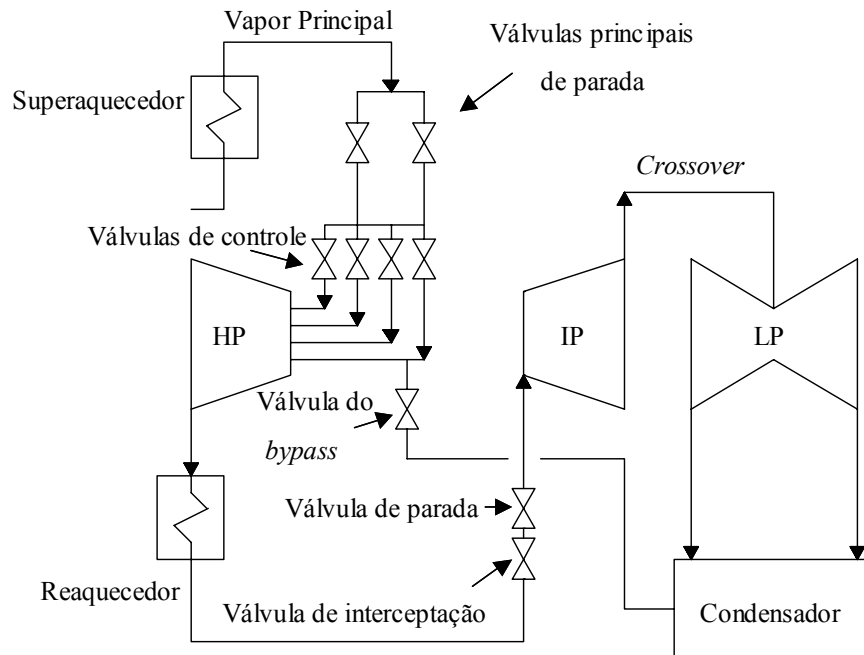 Vapor Principal
Válvulas principais
de parada
Superaquecedor
Crossover
Válvulas de controle
HP
IP
LP
Válvula do
bypass
Válvula de parada
Reaquecedor
Válvula de interceptação
Condensador